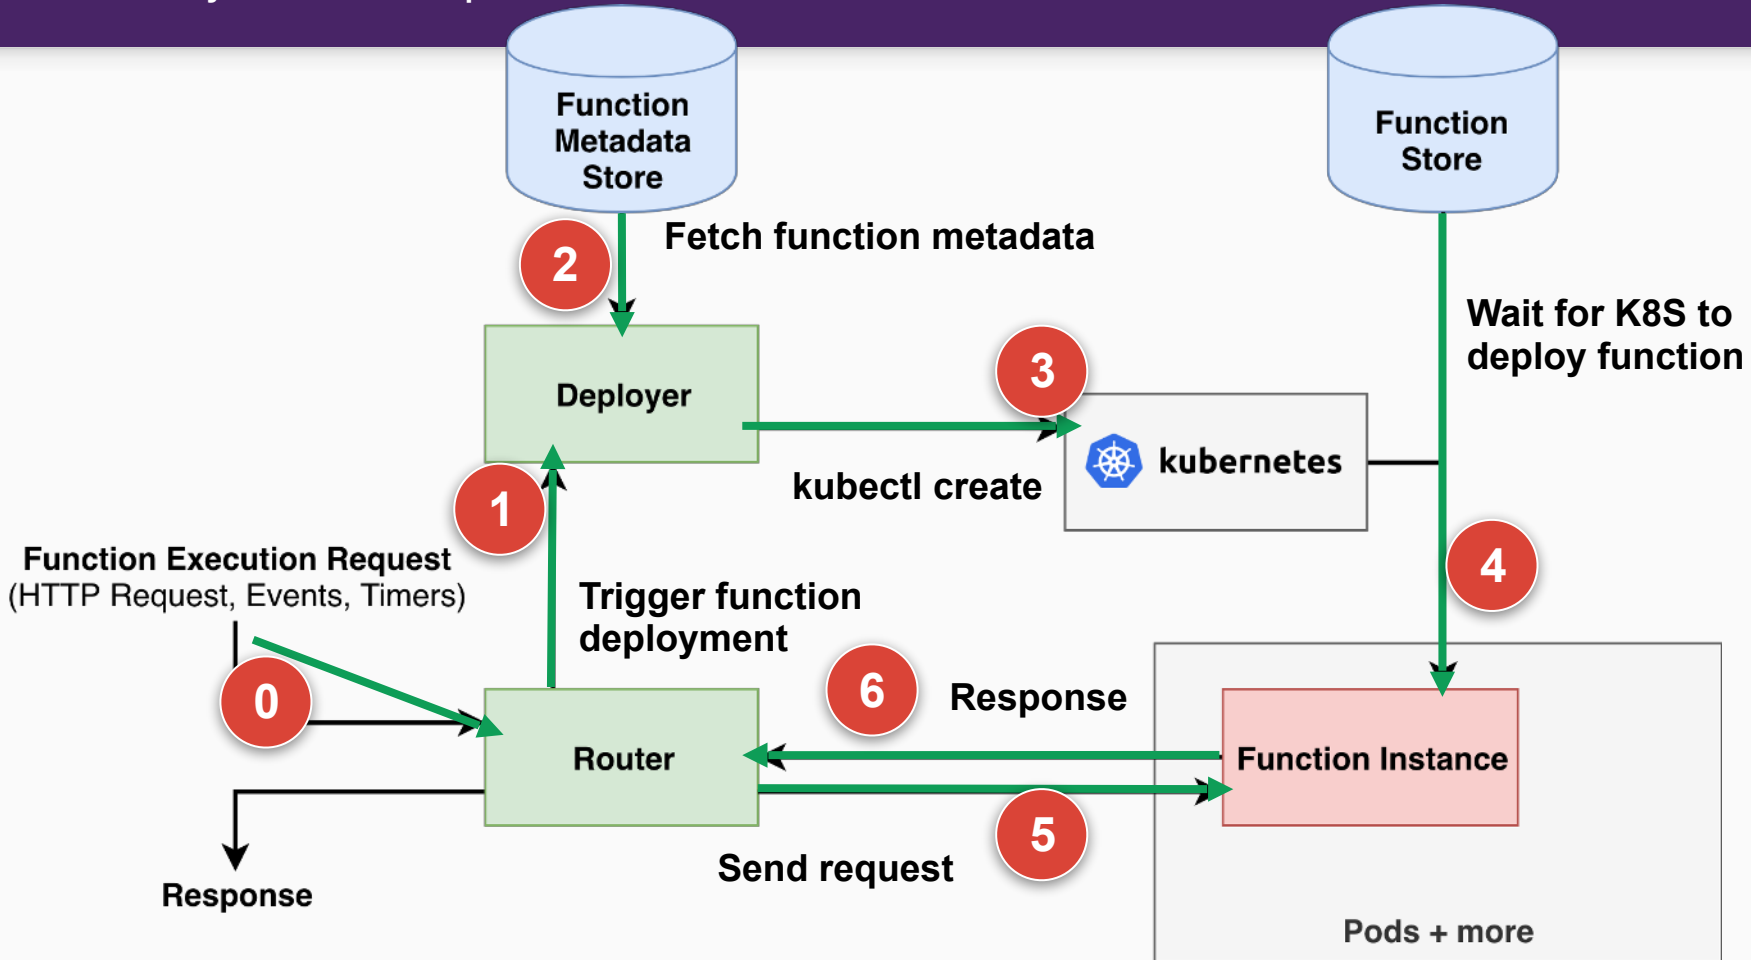 Function
Metadata
Store
Function
Store
2
Fetch function metadata
Wait for K8S to
deploy function
3
Deployer
kubernetes
kubectl create
1
Function Execution Request
(HTTP Request, Events, Timers)
4
Trigger function
deployment
0
6
Response
Router
Function Instance
5
Send request
Response
Pods + more